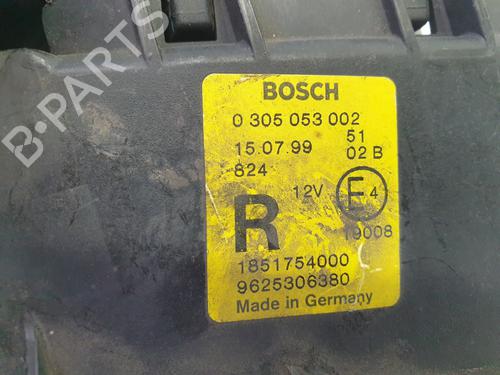 BOSCH
0 305 053 002
15.07.99 51
824 02 B
12V E 4
R 19008
1851754000
9625306380
Made in Germany
B-PARTS